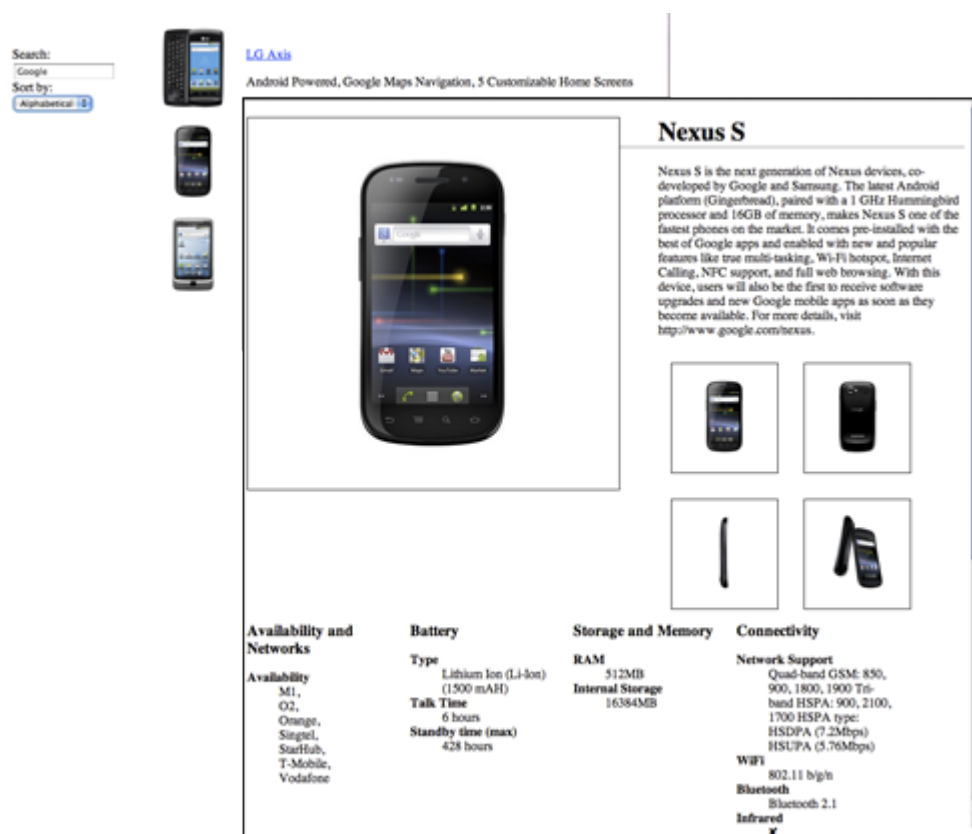 Search:
Google
Sort by:
Alphabetical
LG Axis
Android Powered, Google Maps Navigation, 5 Customizable Home Screens
Nexus S
Nexus S is the next generation of Nexus devices, co-
developed by Google and Samsung. The latest Android
platform (Gingerbread), paired with a 1 GHz Hummingbird
processor and 16GB of memory, makes Nexus S one of the
fastest phones on the market. It comes pre-installed with the
best of Google apps and enabled with new and popular
features like true multi-tasking, Wi-Fi hotspot, Internet
Calling, NFC support, and full web browsing. With this
device, users will also be the first to receive software
upgrades and new Google mobile apps as soon as they
become available. For more details, visit
http://www.google.com/nexus.
Google
Gmail
Maps
YouTube
Market
Availability and
Networks
Availability
M1,
O2,
Orange,
Singtel,
StarHub,
T-Mobile,
Vodafone
Battery
Type
Lithium Ion (Li-Ion)
(1500 mAH)
Talk Time
6 hours
Standby time (max)
428 hours
Storage and Memory
RAM
512MB
Internal Storage
16384MB
Connectivity
Network Support
Quad-band GSM: 850,
900, 1800, 1900 Tri-
band HSPA: 900, 2100,
1700 HSPA type:
HSDPA (7.2Mbps)
HSUPA (5.76Mbps)
WiFi
802.11 b/g/n
Bluetooth
Bluetooth 2.1
Infrared
✘